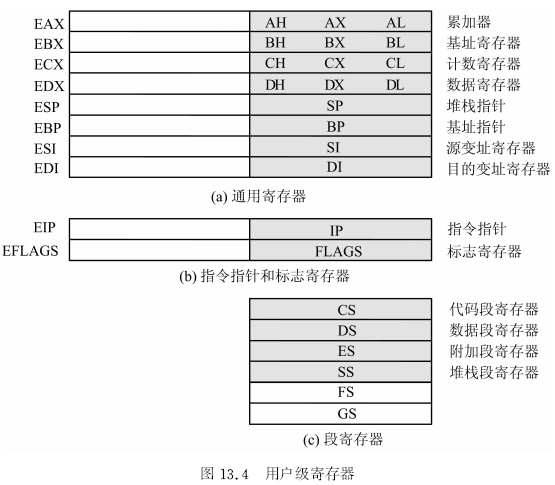 EAX AH AX AL 累加器
EBX BH BX BL 基址寄存器
ECX CH CX CL 计数寄存器
EDX DH DX DL 数据寄存器
ESP SP 堆栈指针
EBP BP 基址指针
ESI SI 源变址寄存器
EDI DI 目的变址寄存器
(a) 通用寄存器
EIP IP 指令指针
EFLAGS FLAGS 标志寄存器
(b) 指令指针和标志寄存器
CS 代码段寄存器
DS 数据段寄存器
ES 附加段寄存器
SS 堆栈段寄存器
FS
GS
(c) 段寄存器
图 13.4 用户级寄存器